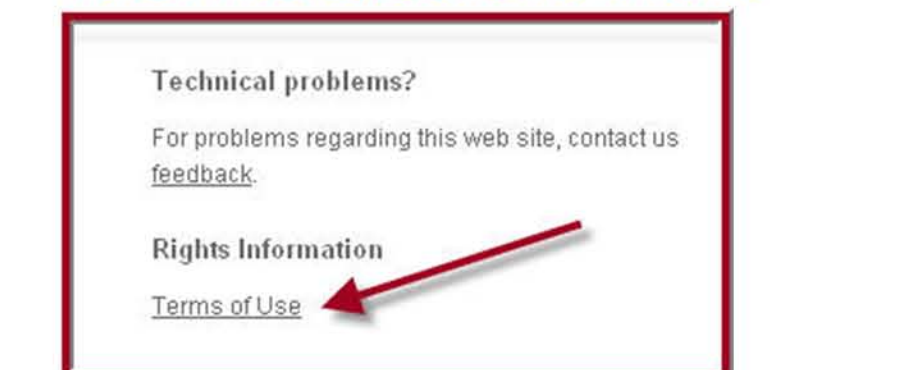 Technical problems?
For problems regarding this web site, contact us
feedback.
Rights Information
Terms of Use